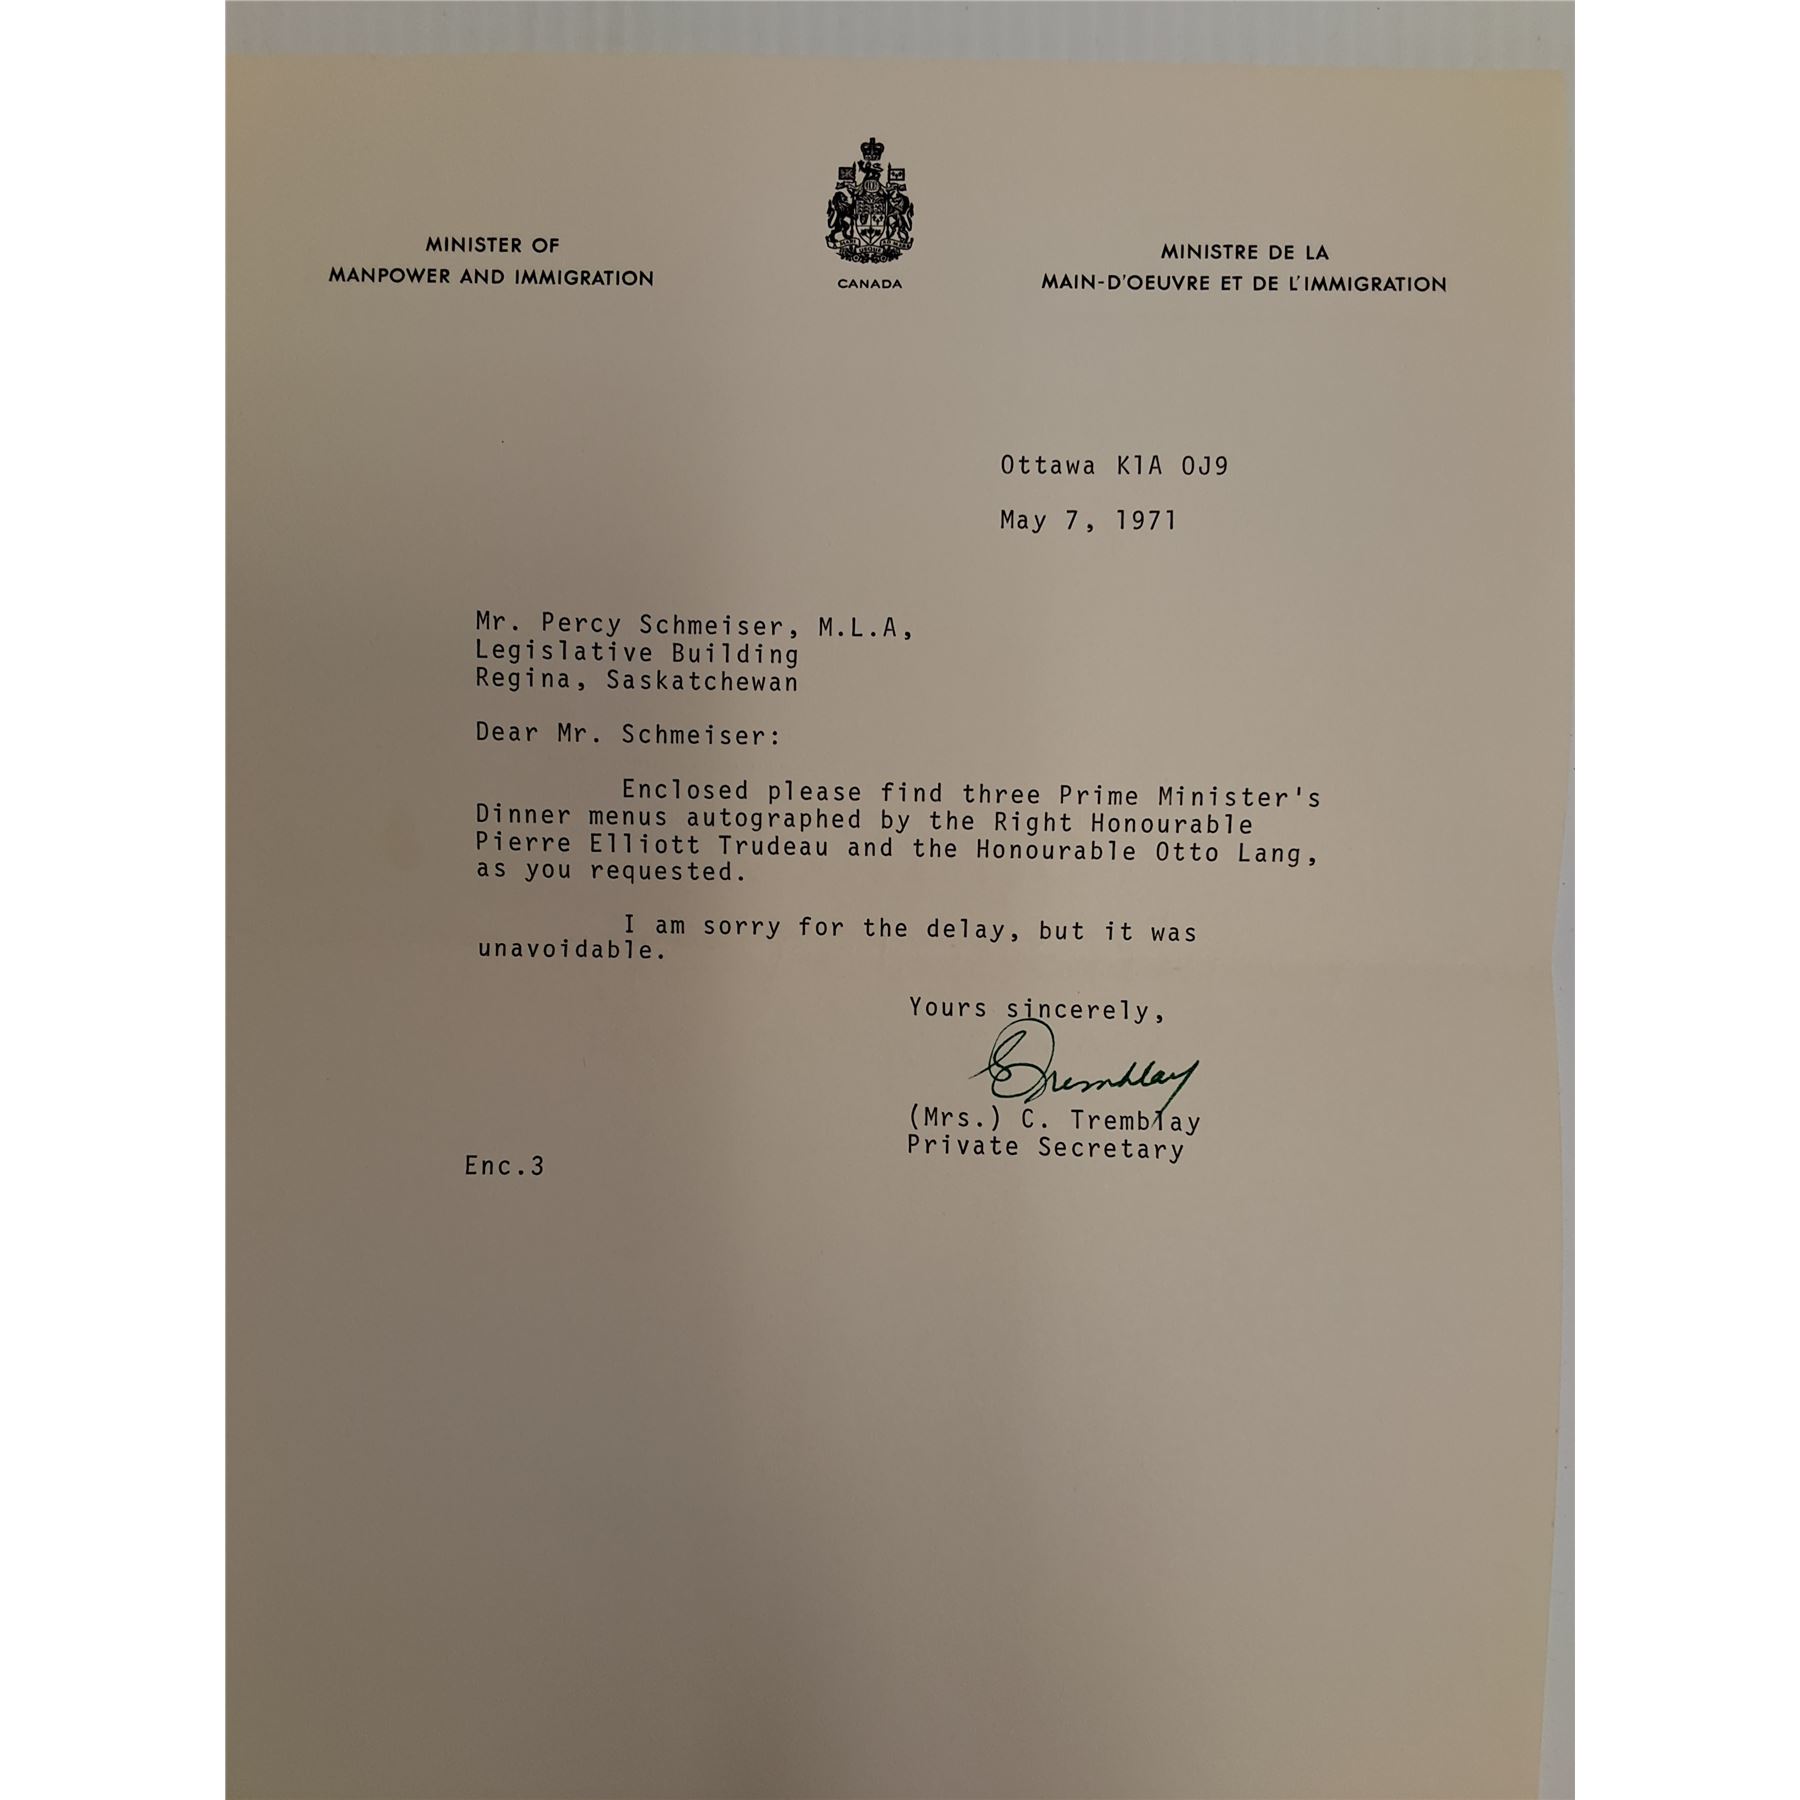 MINISTER OF
MANPOWER AND IMMIGRATION
CANADA
MINISTRE DE LA
MAIN-D'OEUVRE ET DE L'IMMIGRATION
Ottawa K1A 0J9
May 7, 1971
Mr. Percy Schmeiser, M.L.A,
Legislative Building
Regina, Saskatchewan
Dear Mr. Schmeiser:
Enclosed please find three Prime Minister's
Dinner menus autographed by the Right Honourable
Pierre Elliott Trudeau and the Honourable Otto Lang,
as you requested.
I am sorry for the delay, but it was
unavoidable.
Yours sincerely,
C Tremblay
(Mrs.) C. Tremblay
Private Secretary
Enc.3